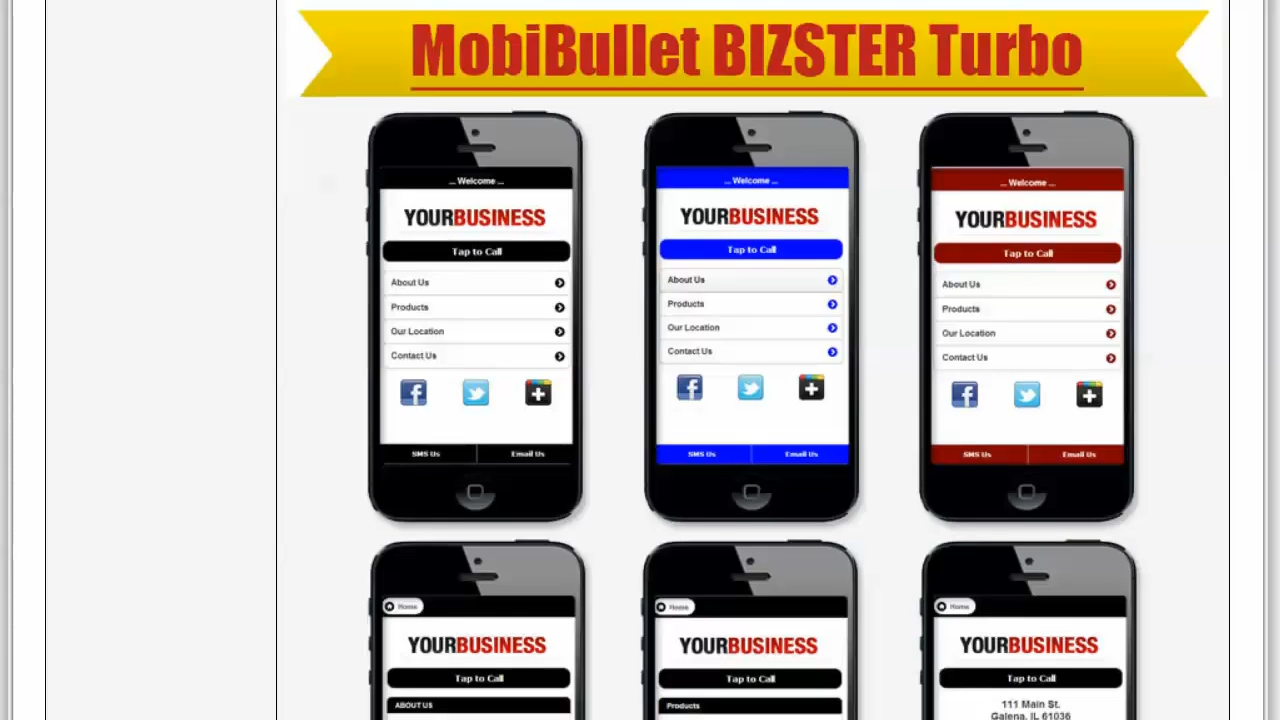 MobiBullet BIZSTER Turbo
... Welcome ...
YOURBUSINESS
Tap to Call
About Us
Products
Our Location
Contact Us
SMS Us
Email Us
... Welcome ...
YOURBUSINESS
Tap to Call
About Us
Products
Our Location
Contact Us
SMS Us
Email Us
... Welcome ...
YOURBUSINESS
Tap to Call
About Us
Products
Our Location
Contact Us
SMS Us
Email Us
Home
YOURBUSINESS
Tap to Call
ABOUT US
Home
YOURBUSINESS
Tap to Call
Products
Home
YOURBUSINESS
Tap to Call
111 Main St.
Galena, IL 61036